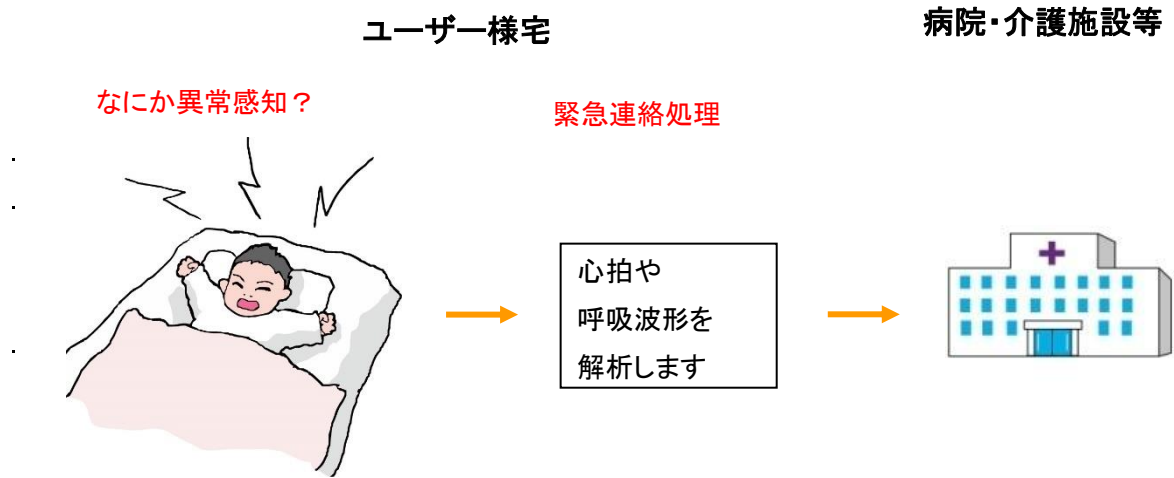 ユーザー様宅
病院・介護施設等
なにか異常感知？
緊急連絡処理
心拍や
呼吸波形を
解析します